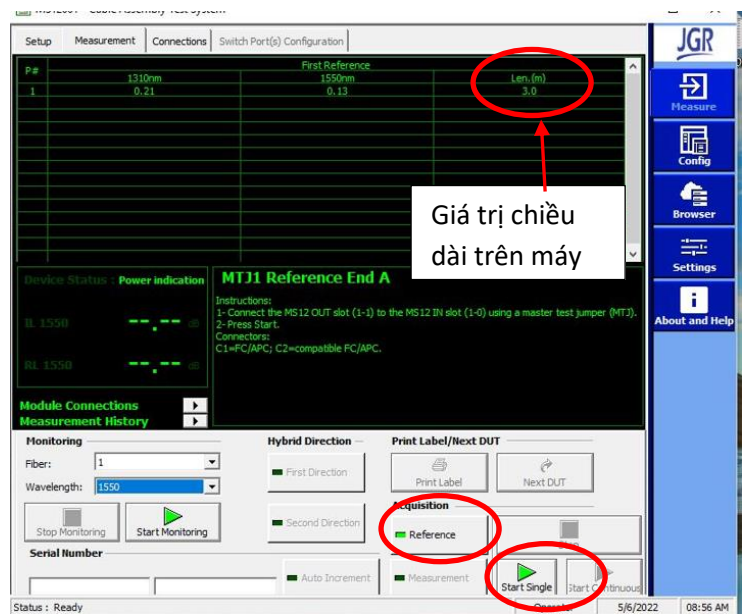 Setup Measurement Connections Switch Port(s) Configuration
JGR
First Reference
P# 1310nm 1550nm Len.(m)
1 0.21 0.13 3.0
Measure
Config
Giá trị chiều
dài trên máy
Browser
Settings
About and Help
Device Status : Power indication
IL 1550 --.-- dB
RL 1550 --.-- dB
Module Connections
Measurement History
MTJ1 Reference End A
Instructions:
1- Connect the MS12 OUT slot (1-1) to the MS12 IN slot (1-0) using a master test jumper (MTJ).
2- Press Start.
Connectors:
C1=FC/APC; C2=compatible FC/APC.
Monitoring
Fiber: 1
Wavelength: 1550
Stop Monitoring Start Monitoring
Serial Number
Hybrid Direction
First Direction
Second Direction
Auto Increment
Print Label/Next DUT
Print Label Next DUT
Acquisition
Reference
Measurement
Start Single Start Continuous
Status : Ready
5/6/2022 08:56 AM